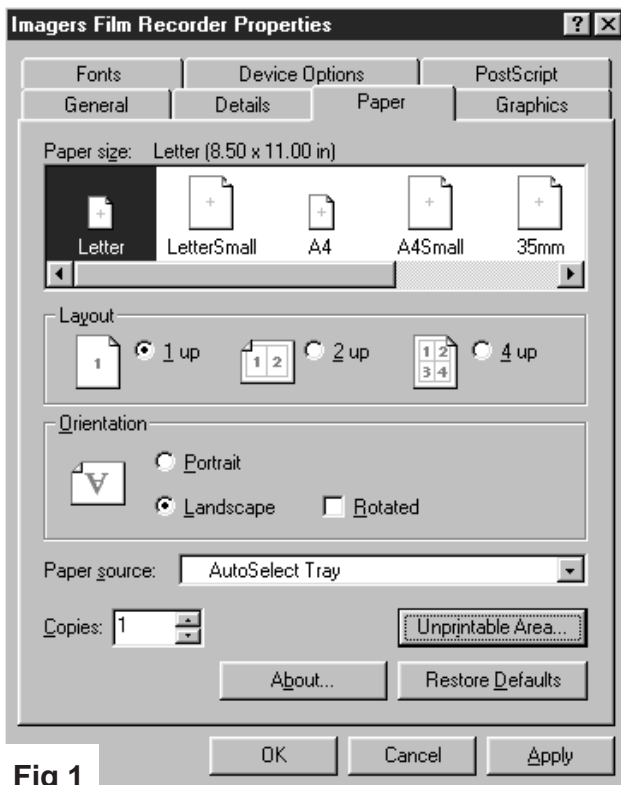 Imagers Film Recorder Properties ? X
Fonts Device Options PostScript
General Details Paper Graphics
Paper size: Letter (8.50 x 11.00 in)
Letter LetterSmall A4 A4Small 35mm
Layout
1 1 up 1 2 2 up 1 2 3 4 4 up
Orientation
A Portrait
Landscape Rotated
Paper source: AutoSelect Tray
Copies: 1 Unprintable Area...
About... Restore Defaults
OK Cancel Apply
Fig 1